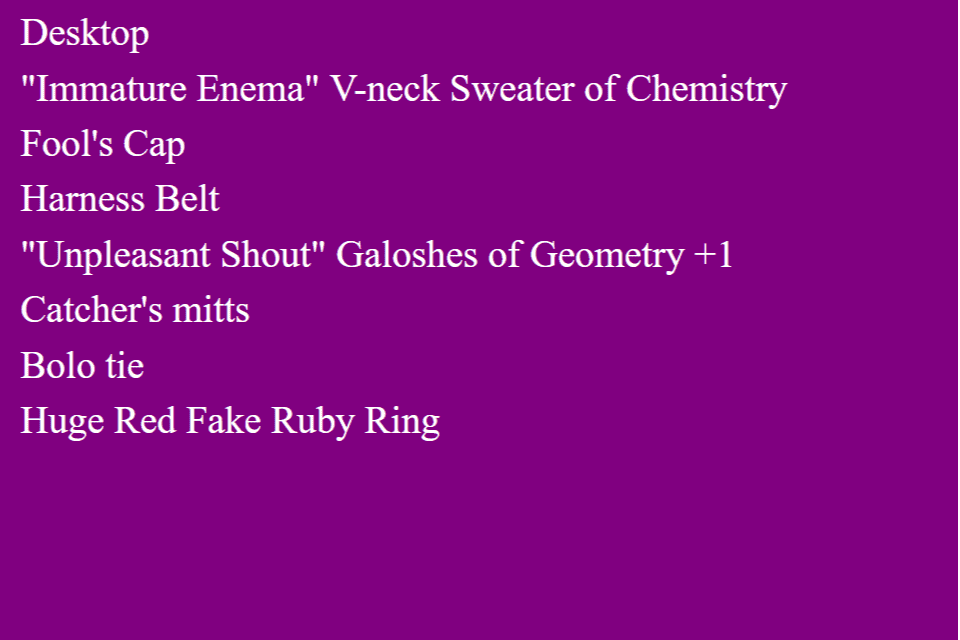 Desktop
"Immature Enema" V-neck Sweater of Chemistry
Fool's Cap
Harness Belt
"Unpleasant Shout" Galoshes of Geometry +1
Catcher's mitts
Bolo tie
Huge Red Fake Ruby Ring